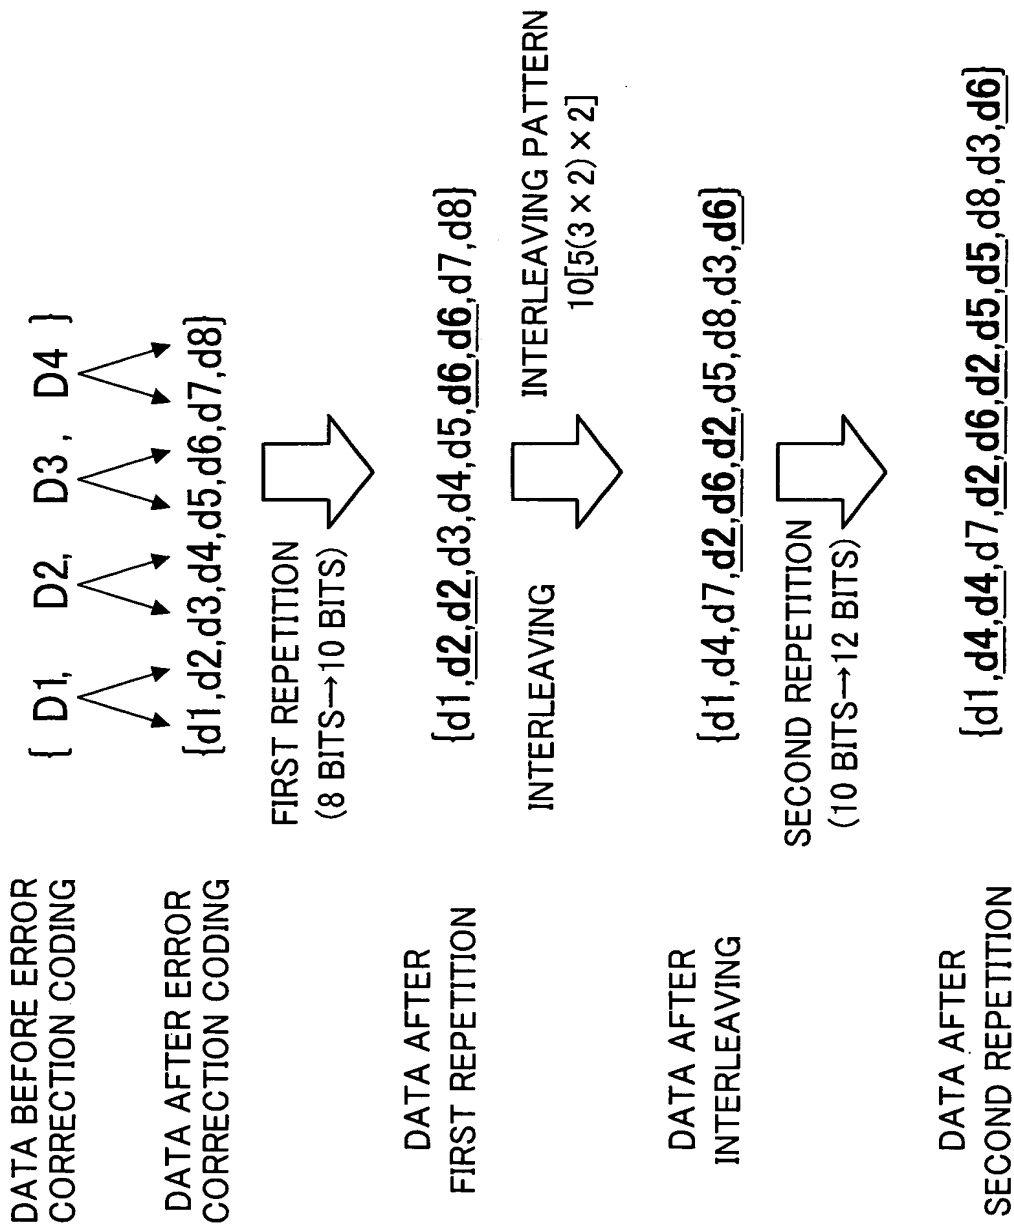 DATA BEFORE ERROR
CORRECTION CODING
{ D1, D2, D3, D4 }
DATA AFTER ERROR
CORRECTION CODING
{d1,d2,d3,d4,d5,d6,d7,d8}
FIRST REPETITION
(8 BITS→10 BITS)
DATA AFTER
FIRST REPETITION
{d1,d2,d2,d3,d4,d5,d6,d6,d7,d8}
INTERLEAVING
INTERLEAVING PATTERN
10[5(3 × 2) × 2]
DATA AFTER
INTERLEAVING
{d1,d4,d7,d2,d6,d2,d5,d8,d3,d6}
SECOND REPETITION
(10 BITS→12 BITS)
DATA AFTER
SECOND REPETITION
{d1,d4,d4,d7,d2,d6,d2,d5,d5,d8,d3,d6}